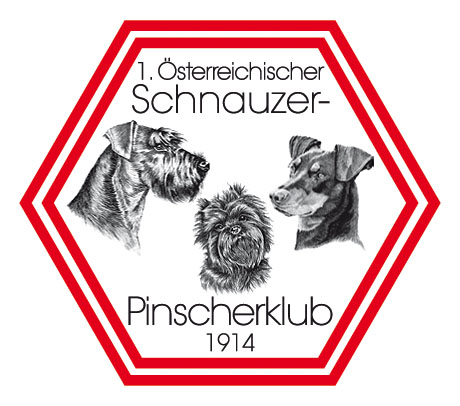 1. Österreichischer
Schnauzer-
Pinscherklub
1914